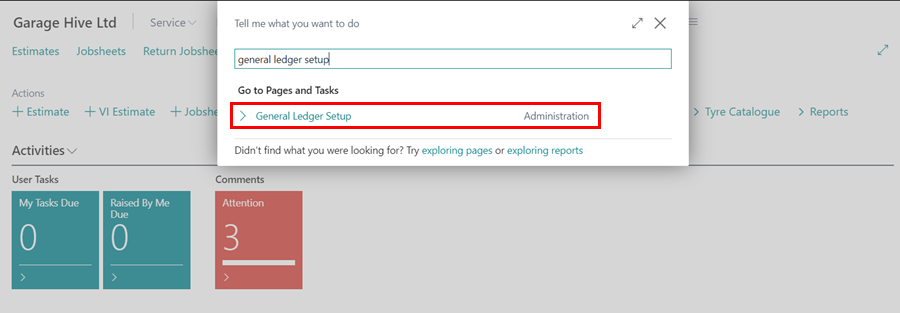 Garage Hive Ltd
Service
Tell me what you want to do
Estimates Jobsheets Return Jobshe
general ledger setup
Go to Pages and Tasks
Actions
+ Estimate + VI Estimate + Jobsh
General Ledger Setup Administration
Tyre Catalogue Reports
Didn't find what you were looking for? Try exploring pages or exploring reports
Activities
User Tasks Comments
My Tasks Due
Raised By Me
Due
Attention
0 0 3